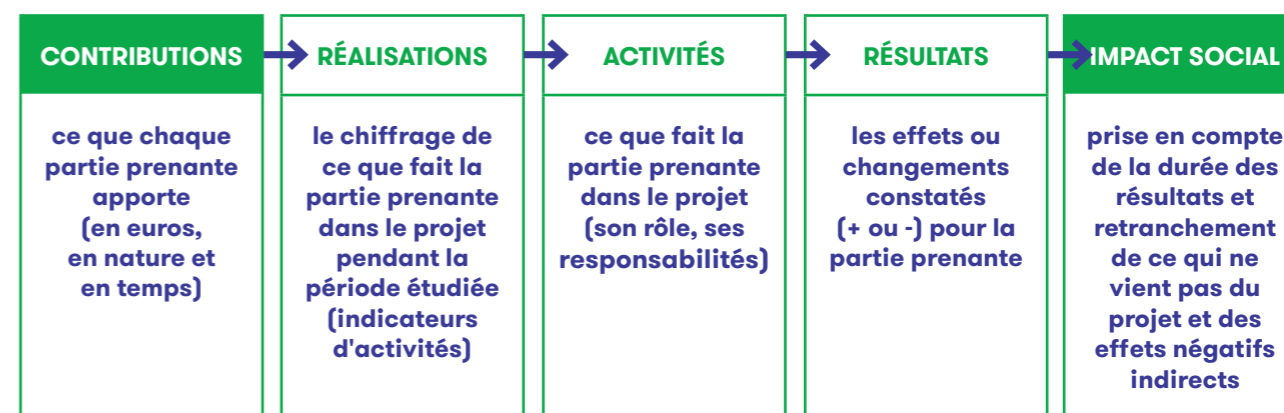 CONTRIBUTIONS
ce que chaque
partie prenante
apporte
(en euros,
en nature et
en temps)
RÉALISATIONS
le chiffrage de
ce que fait la
partie prenante
dans le projet
pendant la
période étudiée
(indicateurs
d'activités)
ACTIVITÉS
ce que fait la
partie prenante
dans le projet
(son rôle, ses
responsabilités)
RÉSULTATS
les effets ou
changements
constatés
(+ ou -) pour la
partie prenante
IMPACT SOCIAL
prise en compte
de la durée des
résultats et
retranchement
de ce qui ne
vient pas du
projet et des
effets négatifs
indirects